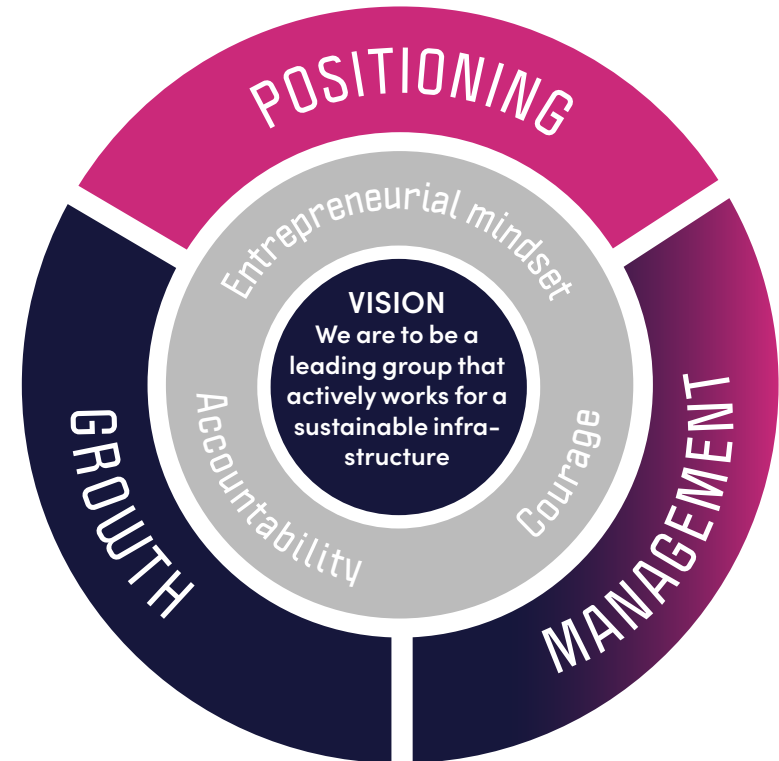 POSITIONING
Entrepreneurial mindset
VISION
We are to be a
leading group that
actively works for a
sustainable infra-
structure
Accountability
Courage
GROWTH
MANAGEMENT